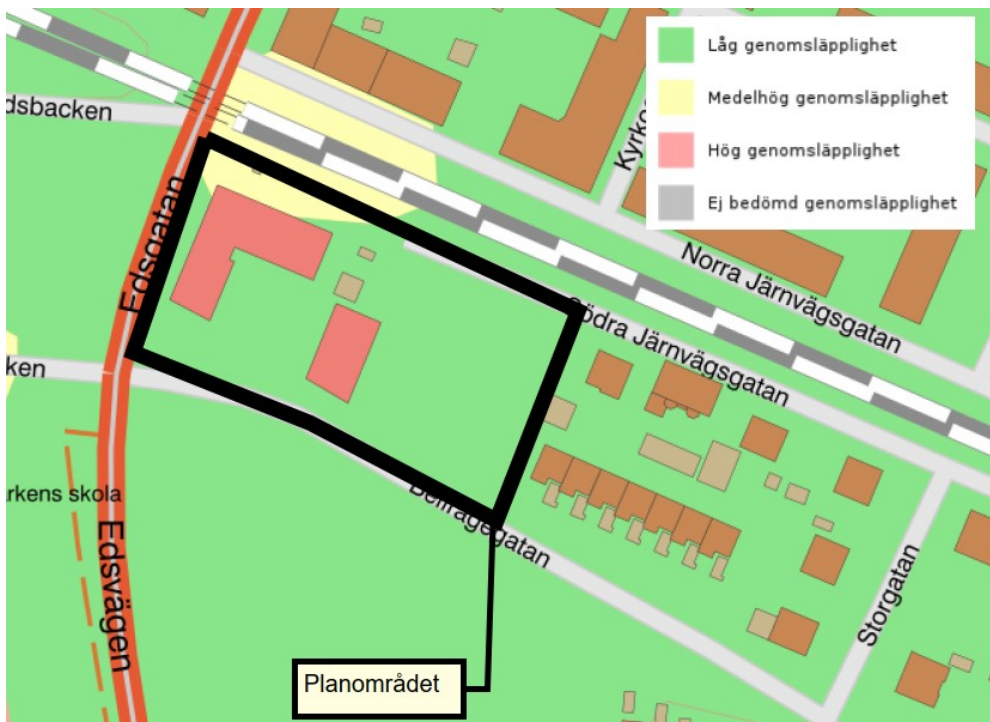 Låg genomsläpplighet
Medelhög genomsläpplighet
Hög genomsläpplighet
Ej bedömd genomsläpplighet
dsbacken
Edsgatan
Norra Järnvägsgatan
Södra Järnvägsgatan
ken
rkens skola
Edsvägen
Storgatan
Planområdet